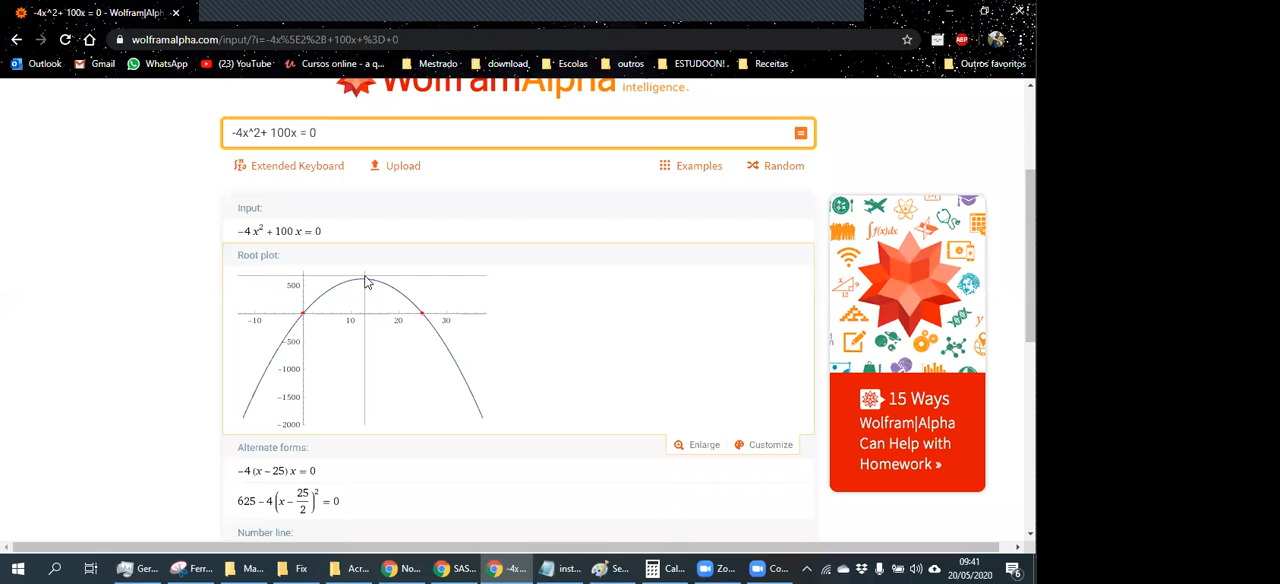 -4x^2+ 100x = 0 - Wolfram|Alph
wolframalpha.com/input/?i=-4x%5E2%2B+100x+%3D+0
Outlook Gmail WhatsApp (23) YouTube Cursos online - a q... Mestrado download, Escolas outros ESTUDOON!. Receitas Outros favoritos
WolframAlpha intelligence.
-4x^2+ 100x = 0
Extended Keyboard Upload Examples Random
Input:
−4 x² + 100 x = 0
Root plot:
500
−10 10 20 30
−500
−1000
−1500
−2000
Enlarge Customize
Alternate forms:
−4 (x − 25) x = 0
625 − 4 (x − 25/2)² = 0
Number line:
f(x)dx
15 Ways
Wolfram|Alpha
Can Help with
Homework »
Ger... Ferr... Ma... Fix Acr... No... SAS... -4x... inst... Se... Cal... Zo... Co...
09:41
20/05/2020
6